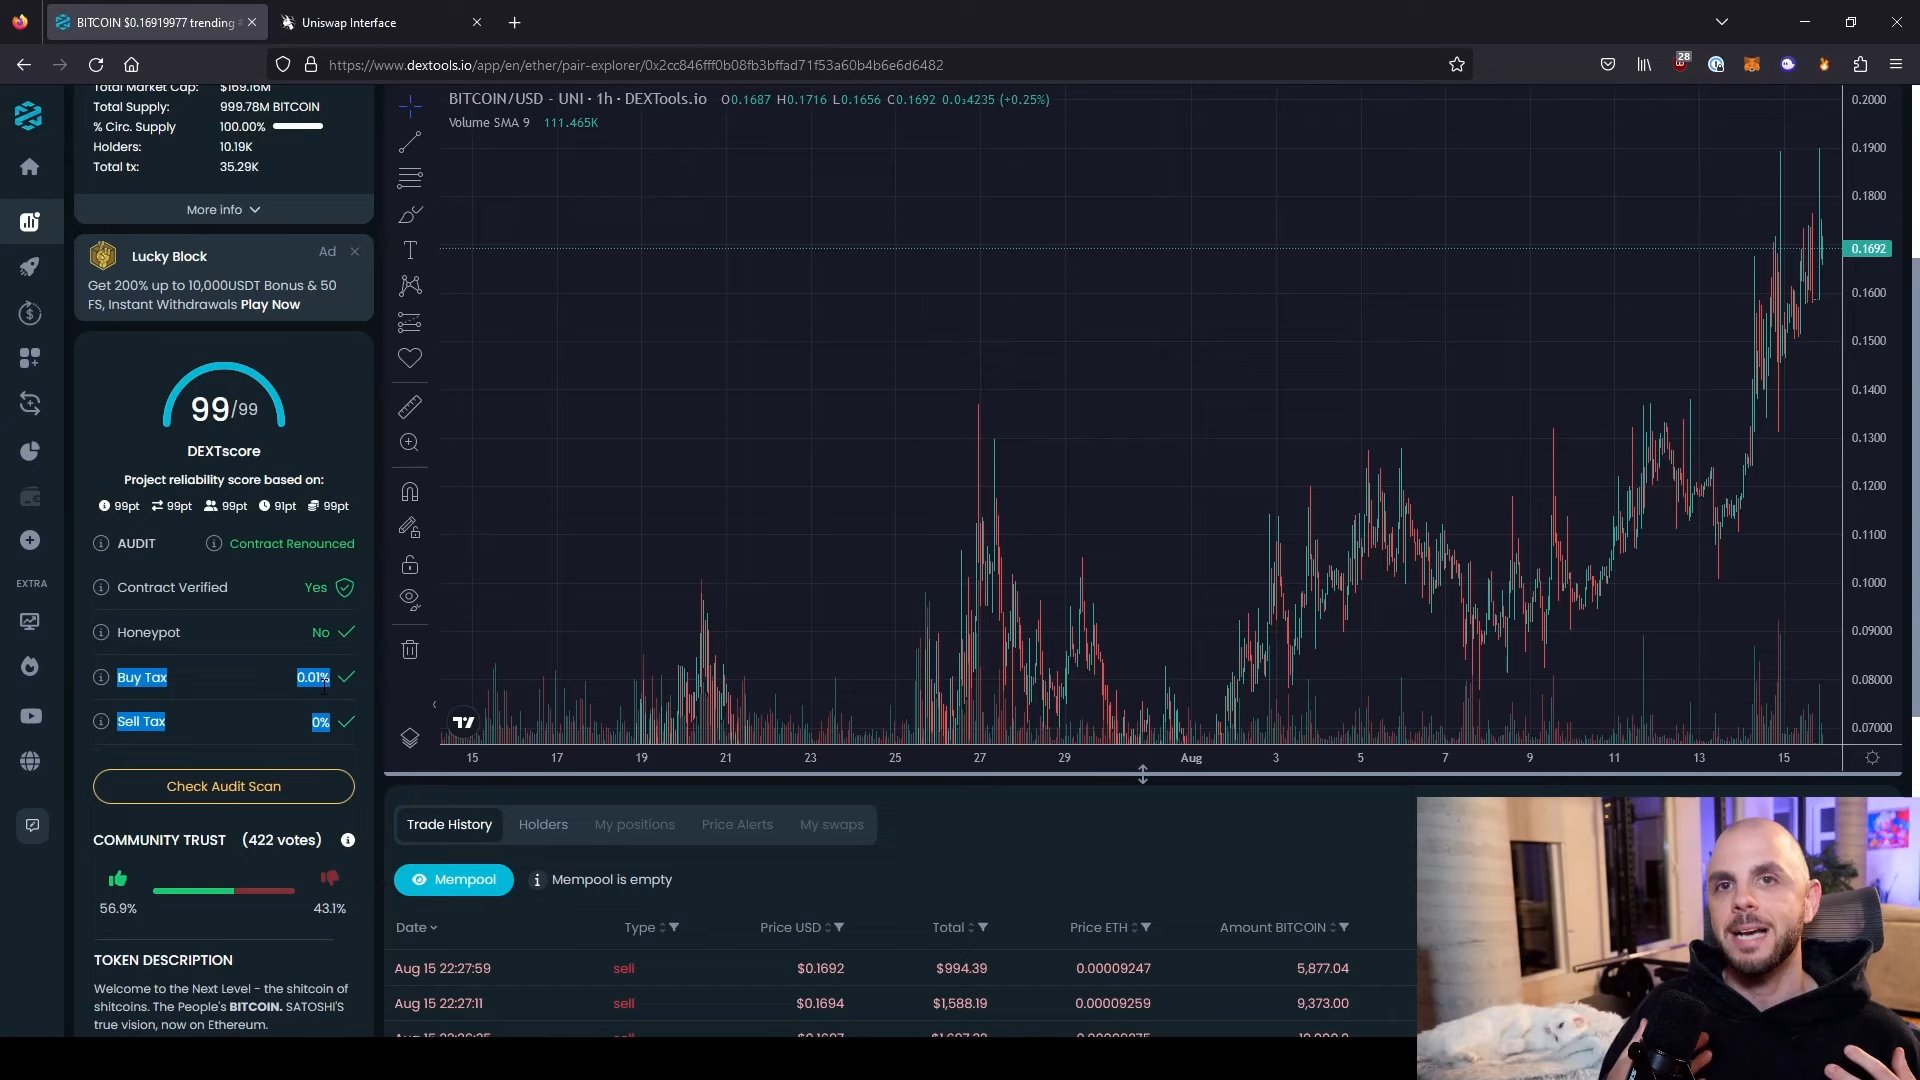 BITCOIN $0.16919977 trending
Uniswap Interface
https://www.dextools.io/app/en/ether/pair-explorer/0x2cc846fff0b08fb3bffad71f53a60b4b6e6d6482
28
Total Market Cap: $169.16M
Total Supply: 999.78M BITCOIN
% Circ. Supply 100.00%
Holders: 10.19K
Total tx: 35.29K
More info
Lucky Block
Ad
Get 200% up to 10,000USDT Bonus & 50
FS, Instant Withdrawals Play Now
99/99
DEXTscore
Project reliability score based on:
99pt 99pt 99pt 91pt 99pt
AUDIT Contract Renounced
Contract Verified Yes
Honeypot No
Buy Tax 0.01%
Sell Tax 0%
Check Audit Scan
COMMUNITY TRUST (422 votes)
56.9% 43.1%
TOKEN DESCRIPTION
Welcome to the Next Level - the shitcoin of
shitcoins. The People's BITCOIN. SATOSHI'S
true vision, now on Ethereum.
EXTRA
BITCOIN/USD - UNI · 1h · DEXTools.io O0.1687 H0.1716 L0.1656 C0.1692 0.0₃4235 (+0.25%)
Volume SMA 9 111.465K
0.2000
0.1900
0.1800
0.1692
0.1600
0.1500
0.1400
0.1300
0.1200
0.1100
0.1000
0.09000
0.08000
0.07000
15 17 19 21 23 25 27 29 Aug 3 5 7 9 11 13 15
Trade History Holders My positions Price Alerts My swaps
Mempool Mempool is empty
Date Type Price USD Total Price ETH Amount BITCOIN
Aug 15 22:27:59 sell $0.1692 $994.39 0.00009247 5,877.04
Aug 15 22:27:11 sell $0.1694 $1,588.19 0.00009259 9,373.00